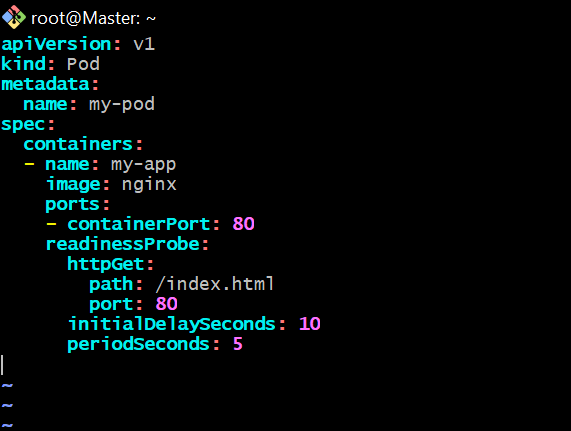 root@Master: ~
apiVersion: v1
kind: Pod
metadata:
  name: my-pod
spec:
  containers:
  - name: my-app
    image: nginx
    ports:
    - containerPort: 80
    readinessProbe:
      httpGet:
        path: /index.html
        port: 80
      initialDelaySeconds: 10
      periodSeconds: 5
~
~
~